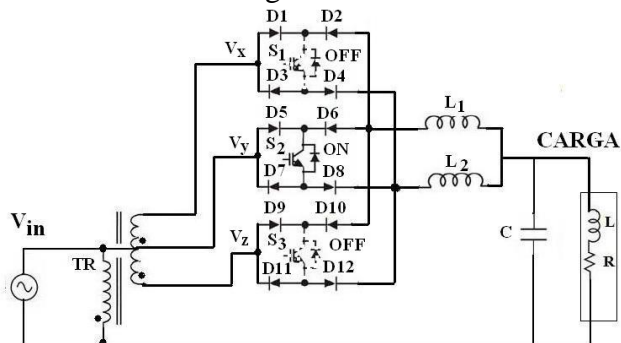 D1 D2
Vx
S1 OFF
D3 D4
D5 D6
L1
Vy
S2 ON
CARGA
D7 D8
L2
D9 D10
Vin
Vz
S3 OFF
C
L
TR
D11 D12
R